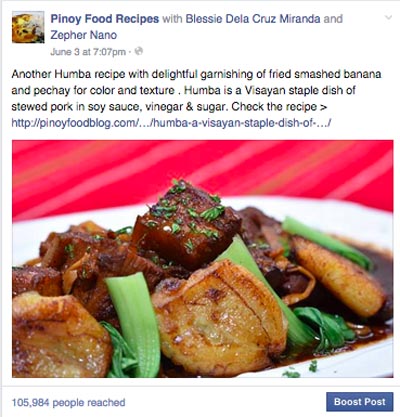 Pinoy Food Recipes with Blessie Dela Cruz Miranda and
Zepher Nano
June 3 at 7:07pm ·
Another Humba recipe with delightful garnishing of fried smashed banana
and pechay for color and texture . Humba is a Visayan staple dish of
stewed pork in soy sauce, vinegar & sugar. Check the recipe >
http://pinoyfoodblog.com/…/humba-a-visayan-staple-dish-of-…/
105,984 people reached
Boost Post